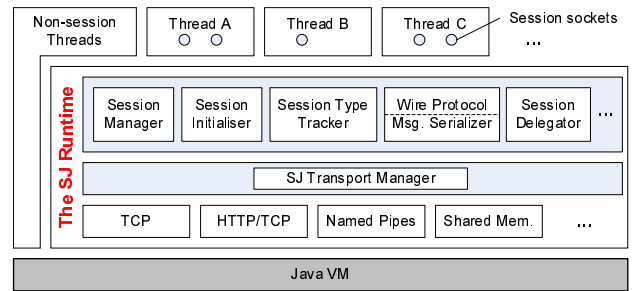 Non-session
Threads
Thread A
Thread B
Thread C
Session sockets
...
The SJ Runtime
Session
Manager
Session
Initialiser
Session Type
Tracker
Wire Protocol
Msg. Serializer
Session
Delegator
...
SJ Transport Manager
TCP
HTTP/TCP
Named Pipes
Shared Mem.
...
Java VM